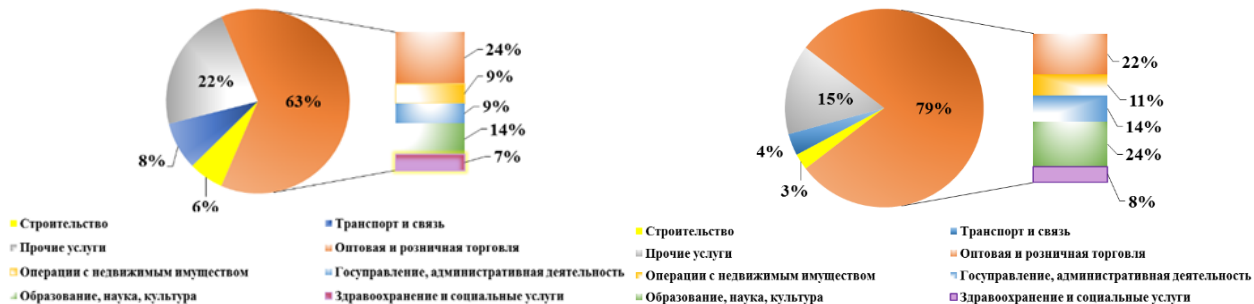 24%
9%
22%
63%
9%
14%
8%
7%
6%
Строительство
Транспорт и связь
Прочие услуги
Оптовая и розничная торговля
Операции с недвижимым имуществом
Госуправление, административная деятельность
Образование, наука, культура
Здравоохранение и социальные услуги
22%
11%
15%
79%
14%
4%
24%
3%
8%
Строительство
Транспорт и связь
Прочие услуги
Оптовая и розничная торговля
Операции с недвижимым имуществом
Госуправление, административная деятельность
Образование, наука, культура
Здравоохранение и социальные услуги